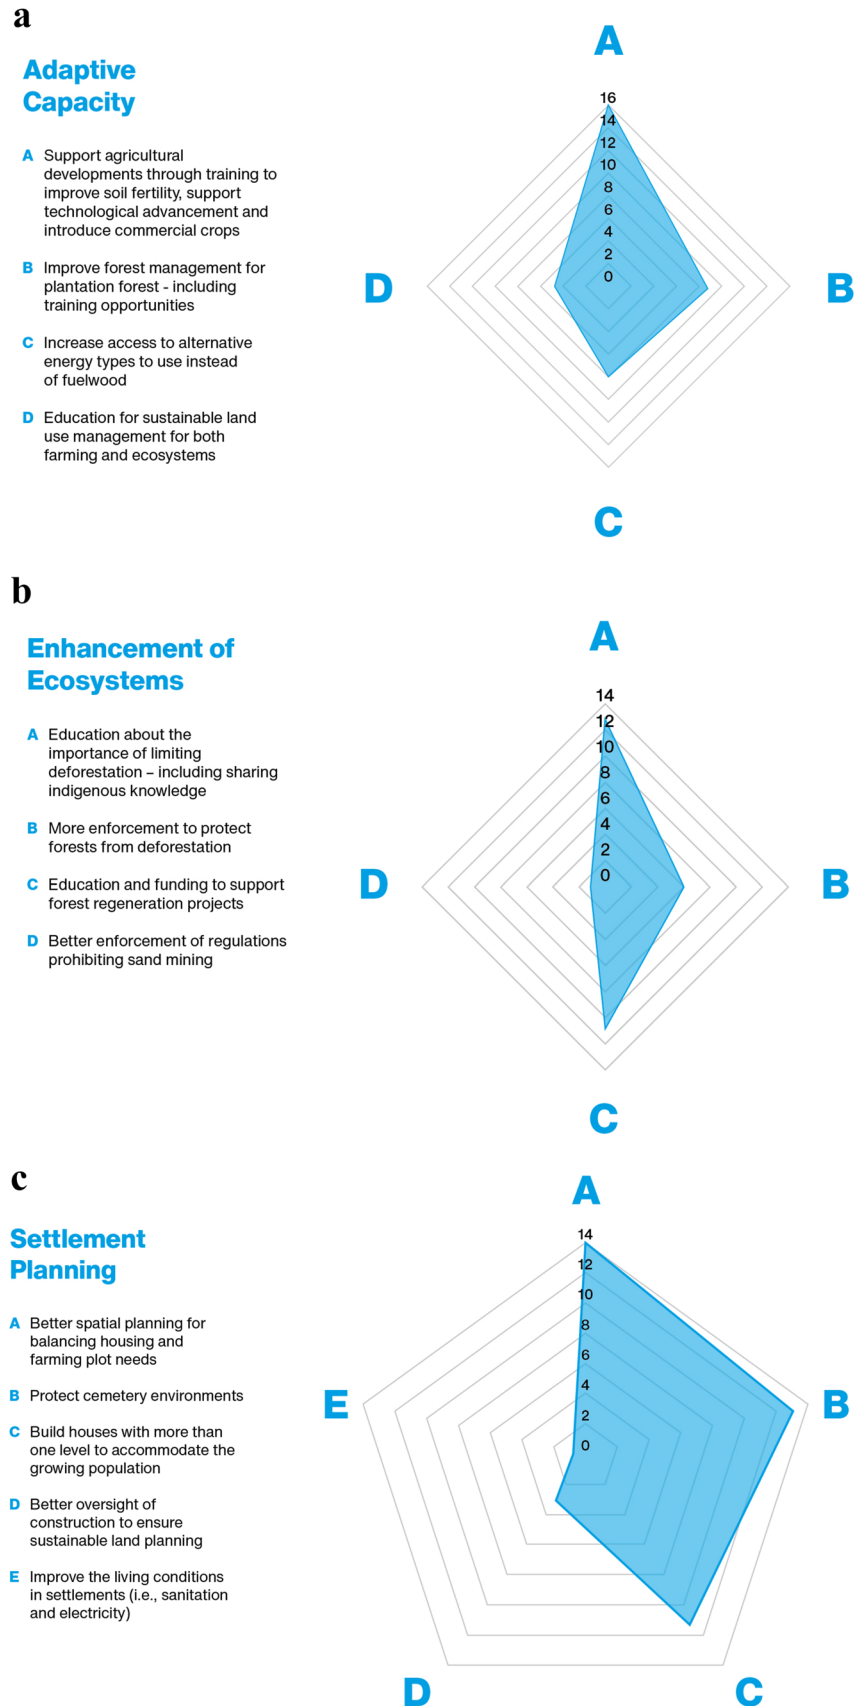 a
Adaptive
Capacity
A Support agricultural
developments through training to
improve soil fertility, support
technological advancement and
introduce commercial crops
B Improve forest management for
plantation forest - including
training opportunities
C Increase access to alternative
energy types to use instead
of fuelwood
D Education for sustainable land
use management for both
farming and ecosystems
A
16
14
12
10
8
6
4
2
0
D
B
C
b
Enhancement of
Ecosystems
A Education about the
importance of limiting
deforestation – including sharing
indigenous knowledge
B More enforcement to protect
forests from deforestation
C Education and funding to support
forest regeneration projects
D Better enforcement of regulations
prohibiting sand mining
A
14
12
10
8
6
4
2
0
D
B
C
c
Settlement
Planning
A Better spatial planning for
balancing housing and
farming plot needs
B Protect cemetery environments
C Build houses with more than
one level to accommodate the
growing population
D Better oversight of
construction to ensure
sustainable land planning
E Improve the living conditions
in settlements (i.e., sanitation
and electricity)
A
14
12
10
8
6
4
2
0
E
B
D
C